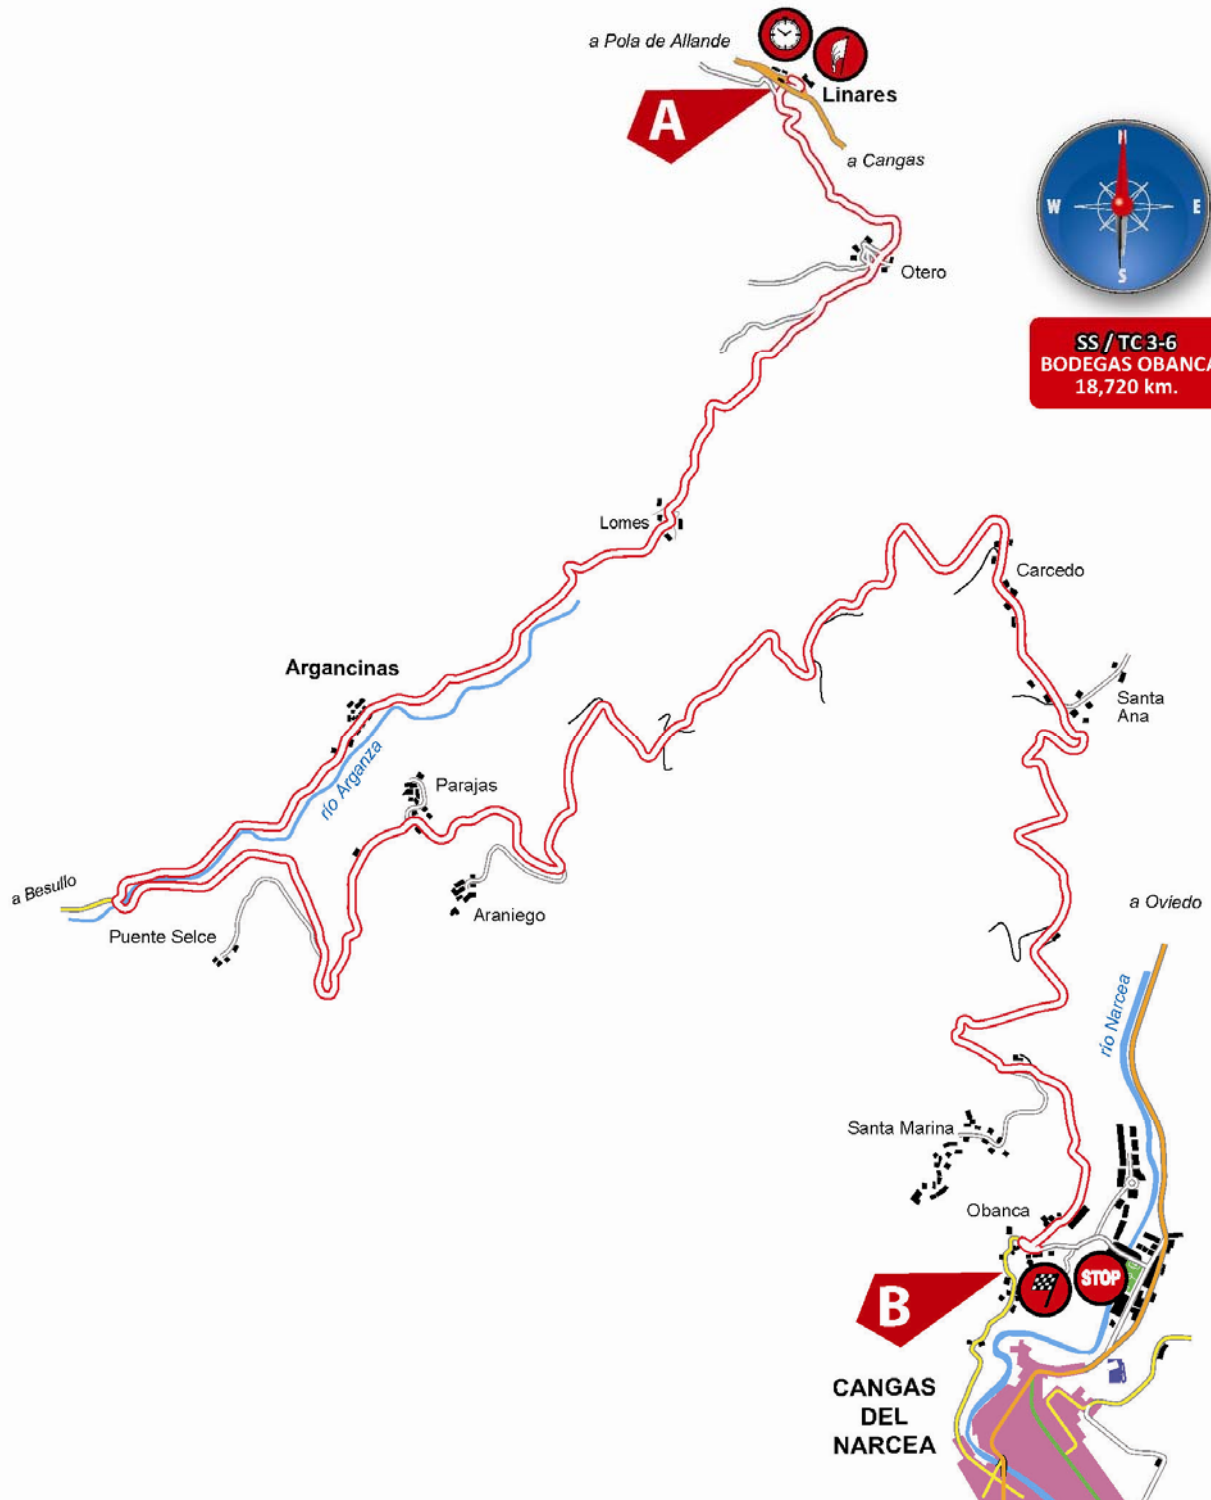 a Pola de Allande
Linares
A
a Cangas
N
W
E
S
Otero
SS / TC 3-6
BODEGAS OBANCA
18,720 km.
Lomes
Carcedo
Argancinas
Santa
Ana
río Arganza
Parajas
a Besullo
Araniego
Puente Selce
a Oviedo
río Narcea
Santa Marina
Obanca
STOP
B
CANGAS
DEL
NARCEA